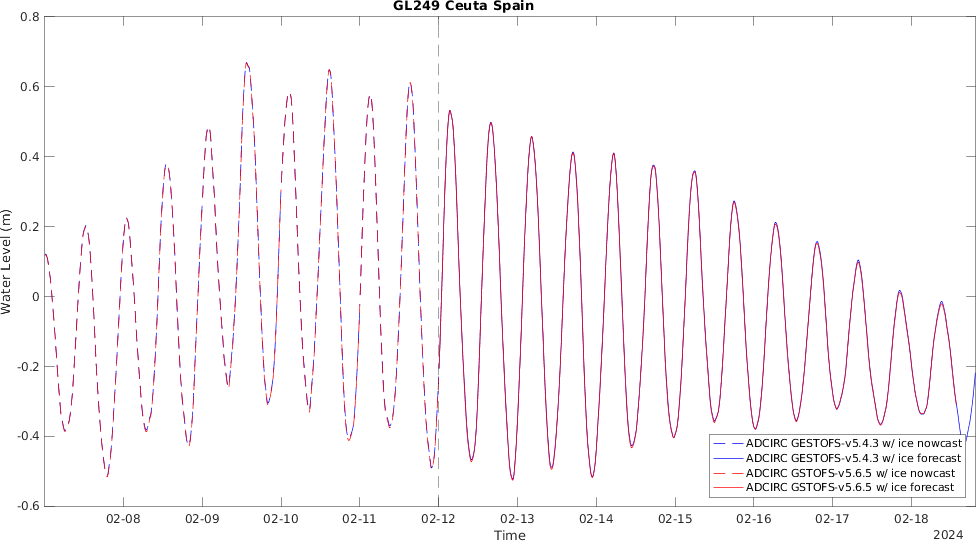 GL249 Ceuta Spain
0.8
0.6
0.4
0.2
0
-0.2
-0.4
-0.6
Water Level (m)
ADCIRC GESTOFS-v5.4.3 w/ ice nowcast
ADCIRC GESTOFS-v5.4.3 w/ ice forecast
ADCIRC GSTOFS-v5.6.5 w/ ice nowcast
ADCIRC GSTOFS-v5.6.5 w/ ice forecast
02-08 02-09 02-10 02-11 02-12 02-13 02-14 02-15 02-16 02-17 02-18
Time
2024